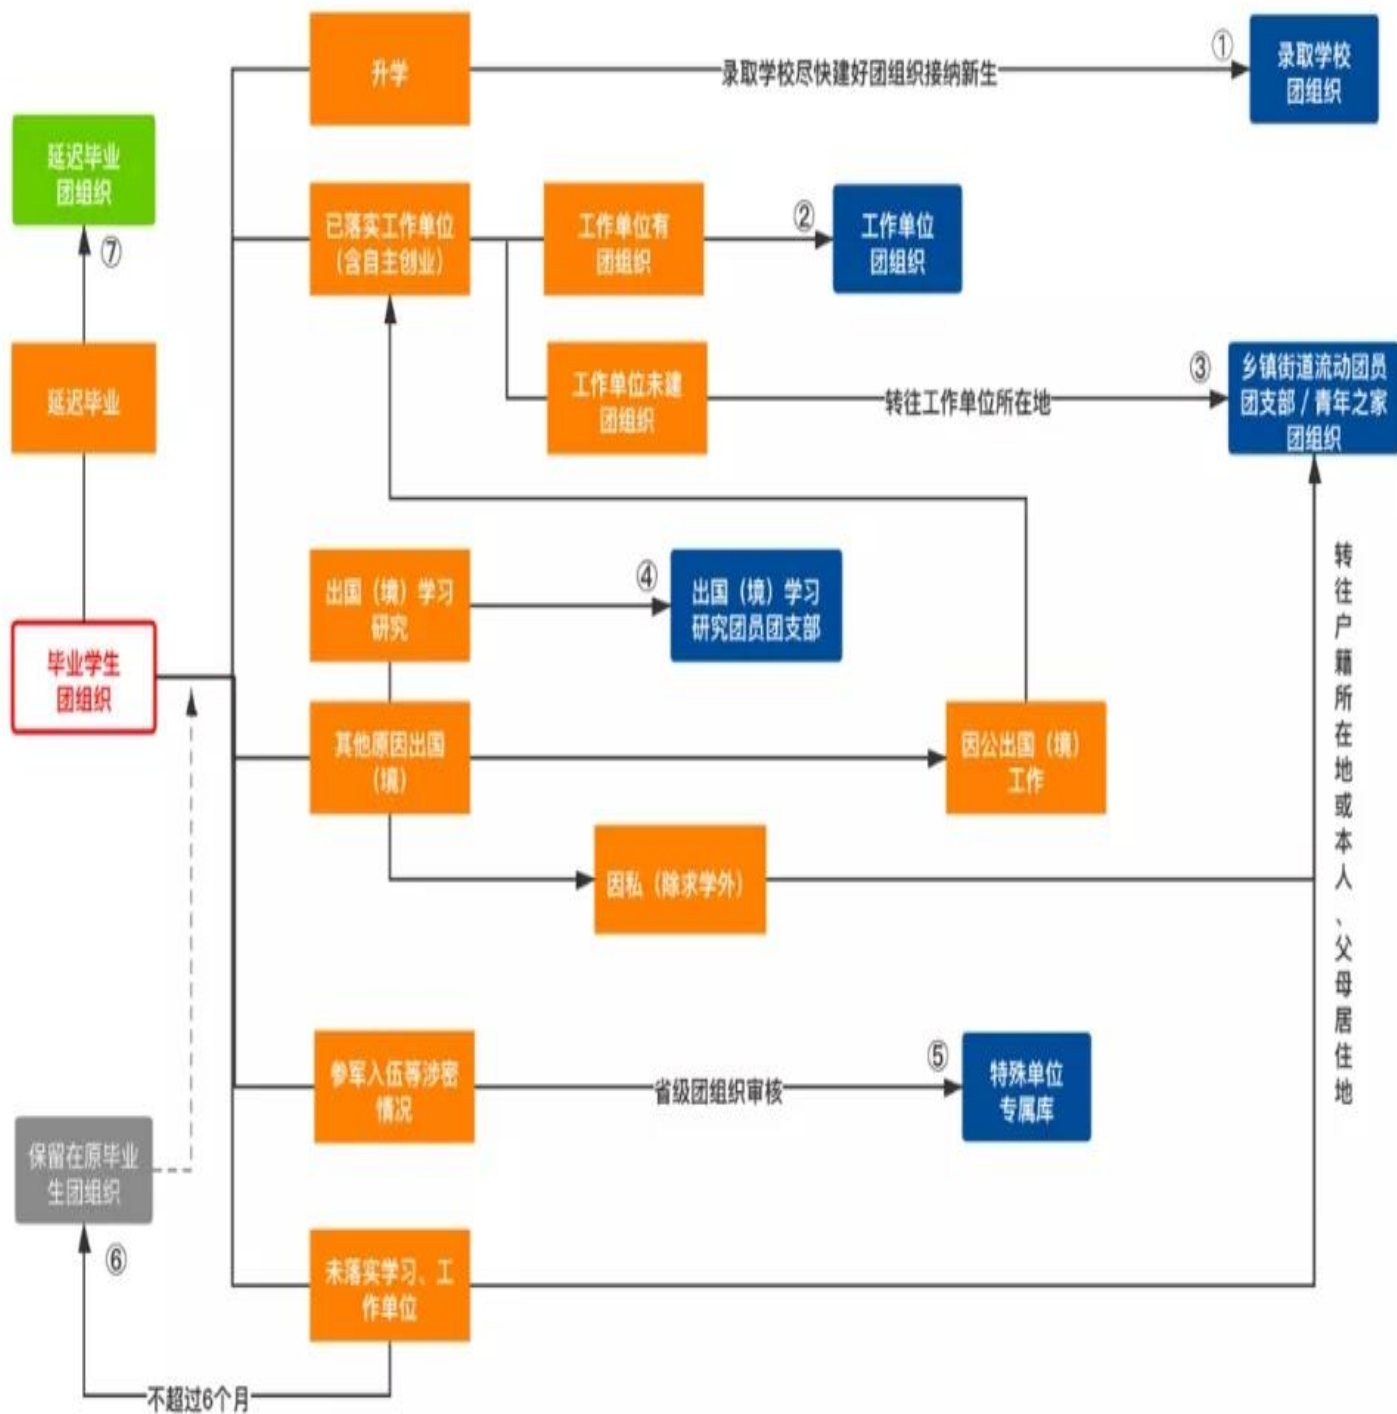 升学
录取学校尽快建好团组织接纳新生
①
录取学校
团组织
延迟毕业
团组织
⑦
已落实工作单位
(含自主创业)
工作单位有
团组织
②
工作单位
团组织
延迟毕业
工作单位未建
团组织
转往工作单位所在地
③
乡镇街道流动团员
团支部 / 青年之家
团组织
出国（境）学习
研究
④
出国（境）学习
研究团员团支部
转往户籍所在地或本人、父母居住地
毕业学生
团组织
其他原因出国
（境）
因公出国（境）
工作
因私（除求学外）
参军入伍等涉密
情况
省级团组织审核
⑤
特殊单位
专属库
保留在原毕业
生团组织
⑥
未落实学习、工
作单位
不超过6个月